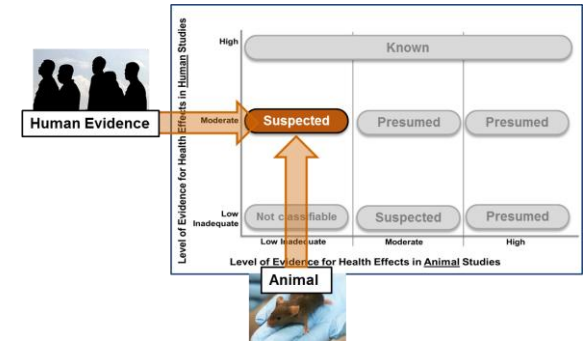 High
Known
Human Evidence
Moderate
Suspected
Presumed
Presumed
Low
Inadequate
Not classifiable
Suspected
Presumed
Low Inadequate
Moderate
High
Level of Evidence for Health Effects in Human Studies
Level of Evidence for Health Effects in Animal Studies
Animal